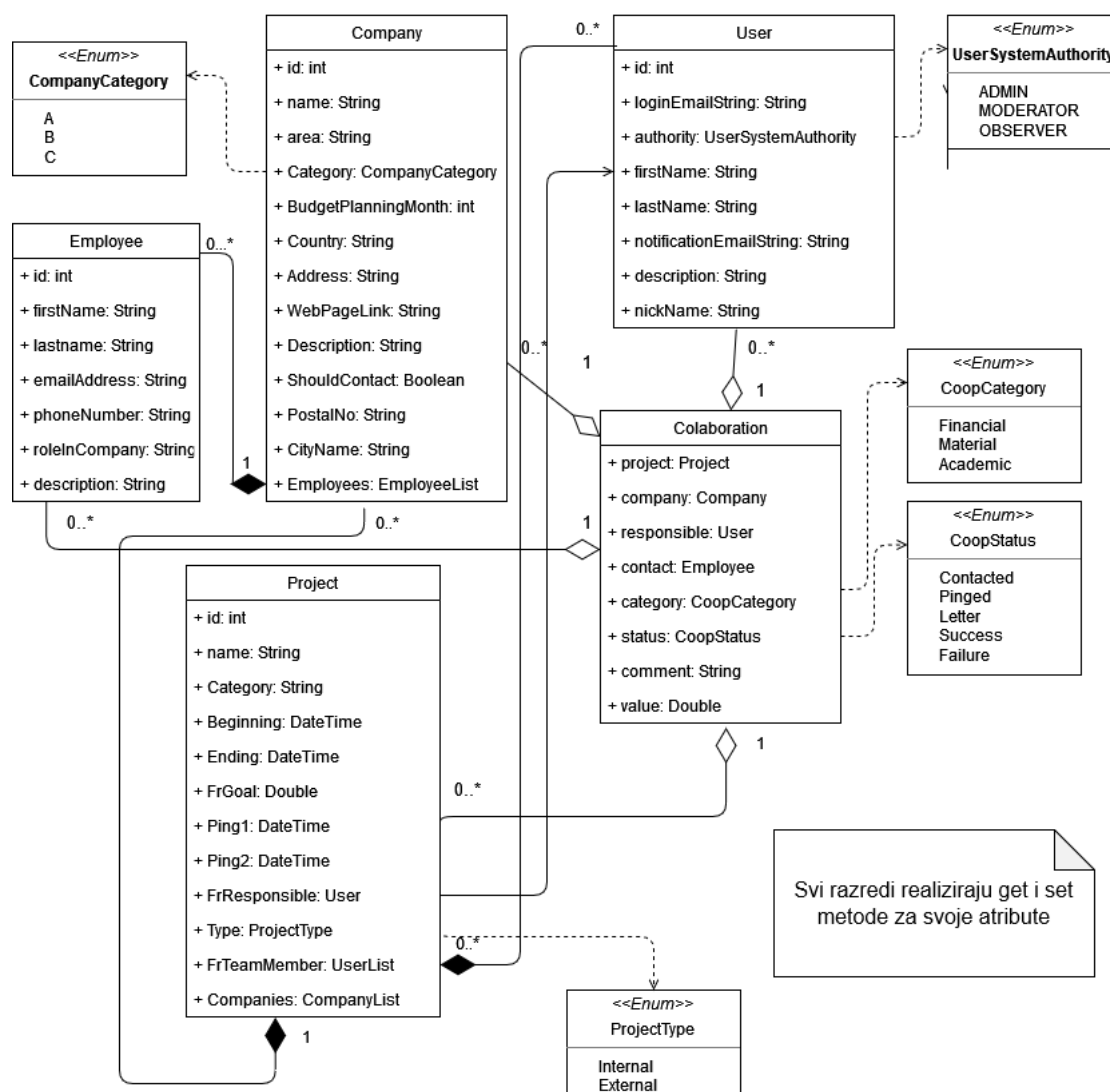 <<Enum>>
CompanyCategory
A
B
C
Company
+ id: int
+ name: String
+ area: String
+ Category: CompanyCategory
+ BudgetPlanningMonth: int
+ Country: String
+ Address: String
+ WebPageLink: String
+ Description: String
+ ShouldContact: Boolean
+ PostalNo: String
+ CityName: String
+ Employees: EmployeeList
0..*
User
+ id: int
+ loginEmailString: String
+ authority: UserSystemAuthority
+ firstName: String
+ lastName: String
+ notificationEmailString: String
+ description: String
+ nickName: String
<<Enum>>
UserSystemAuthority
ADMIN
MODERATOR
OBSERVER
Employee
+ id: int
+ firstName: String
+ lastname: String
+ emailAddress: String
+ phoneNumber: String
+ roleInCompany: String
+ description: String
0...*
1
0..*
0..*
0..*
1
0..*
1
1
Colaboration
+ project: Project
+ company: Company
+ responsible: User
+ contact: Employee
+ category: CoopCategory
+ status: CoopStatus
+ comment: String
+ value: Double
1
<<Enum>>
CoopCategory
Financial
Material
Academic
<<Enum>>
CoopStatus
Contacted
Pinged
Letter
Success
Failure
Project
+ id: int
+ name: String
+ Category: String
+ Beginning: DateTime
+ Ending: DateTime
+ FrGoal: Double
+ Ping1: DateTime
+ Ping2: DateTime
+ FrResponsible: User
+ Type: ProjectType
+ FrTeamMember: UserList
+ Companies: CompanyList
0..*
0..*
1
<<Enum>>
ProjectType
Internal
External
Svi razredi realiziraju get i set
metode za svoje atribute